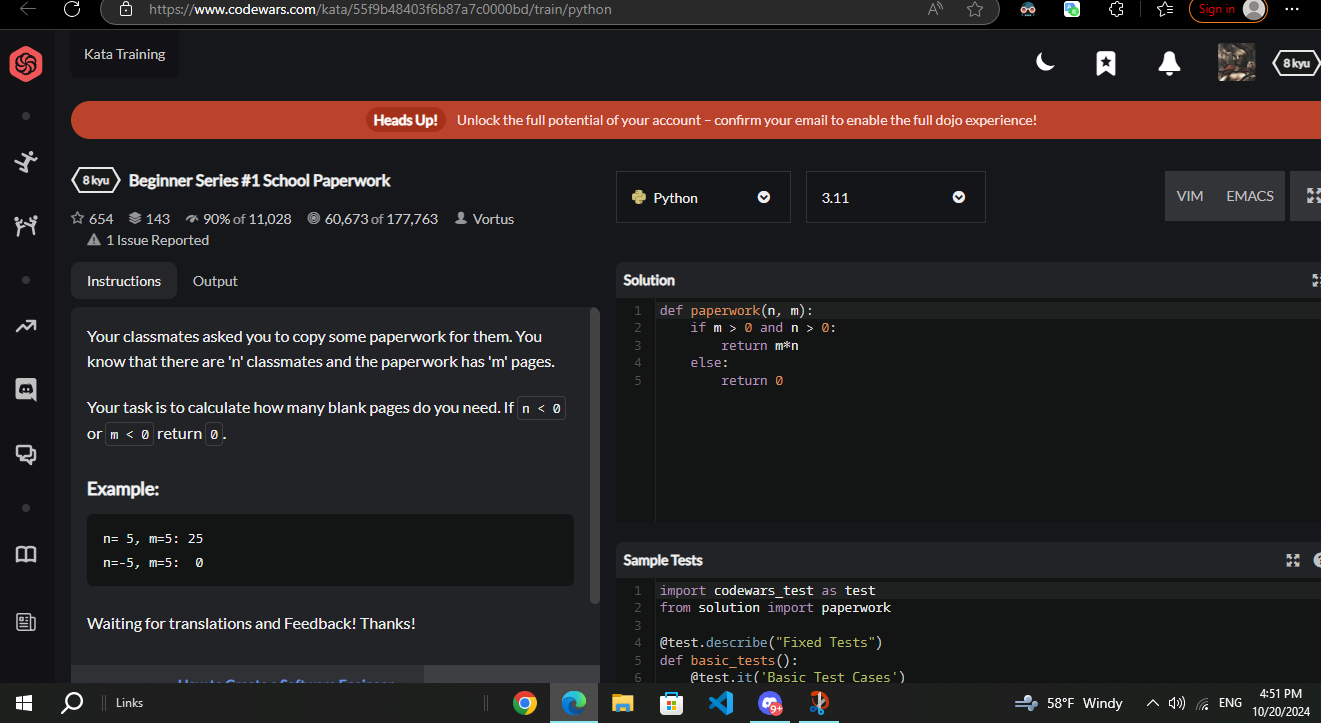 https://www.codewars.com/kata/55f9b48403f6b87a7c0000bd/train/python
Sign in
Kata Training
8 kyu
Heads Up! Unlock the full potential of your account – confirm your email to enable the full dojo experience!
8 kyu Beginner Series #1 School Paperwork
654 143 90% of 11,028 60,673 of 177,763 Vortus
1 Issue Reported
Python
3.11
VIM EMACS
Instructions Output
Your classmates asked you to copy some paperwork for them. You
know that there are 'n' classmates and the paperwork has 'm' pages.
Your task is to calculate how many blank pages do you need. If n < 0
or m < 0 return 0.
Example:
n= 5, m=5: 25
n=-5, m=5:  0
Waiting for translations and Feedback! Thanks!
Solution
1 def paperwork(n, m):
2     if m > 0 and n > 0:
3         return m*n
4     else:
5         return 0
Sample Tests
1 import codewars_test as test
2 from solution import paperwork
3
4 @test.describe("Fixed Tests")
5 def basic_tests():
6     @test.it('Basic Test Cases')
Links
9+
58°F Windy
ENG
4:51 PM
10/20/2024